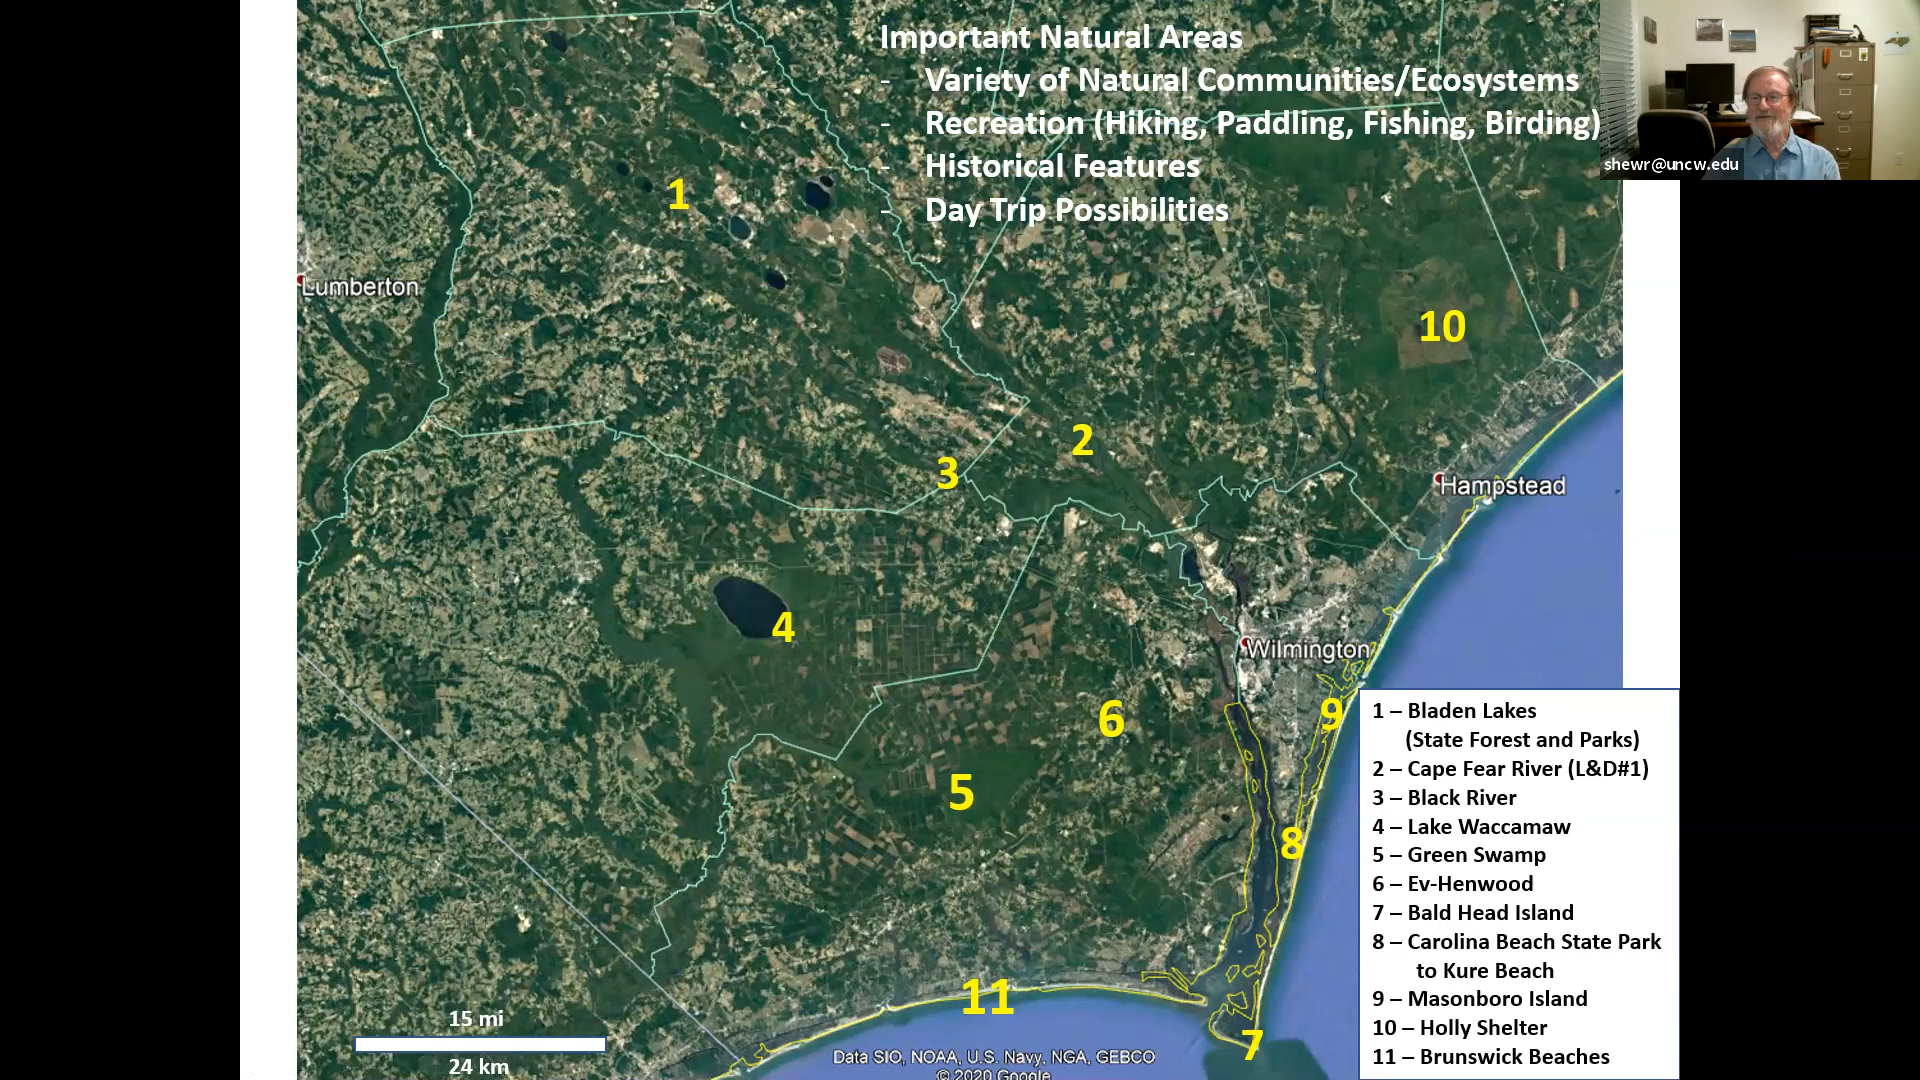 Important Natural Areas
- Variety of Natural Communities/Ecosystems
- Recreation (Hiking, Paddling, Fishing, Birding)
- Historical Features
- Day Trip Possibilities
shewr@uncw.edu
1
Lumberton
10
2
3
Hampstead
4
Wilmington
6
9
5
8
11
7
15 mi
24 km
Data SIO, NOAA, U.S. Navy, NGA, GEBCO
© 2020 Google
1 – Bladen Lakes
(State Forest and Parks)
2 – Cape Fear River (L&D#1)
3 – Black River
4 – Lake Waccamaw
5 – Green Swamp
6 – Ev-Henwood
7 – Bald Head Island
8 – Carolina Beach State Park
to Kure Beach
9 – Masonboro Island
10 – Holly Shelter
11 – Brunswick Beaches